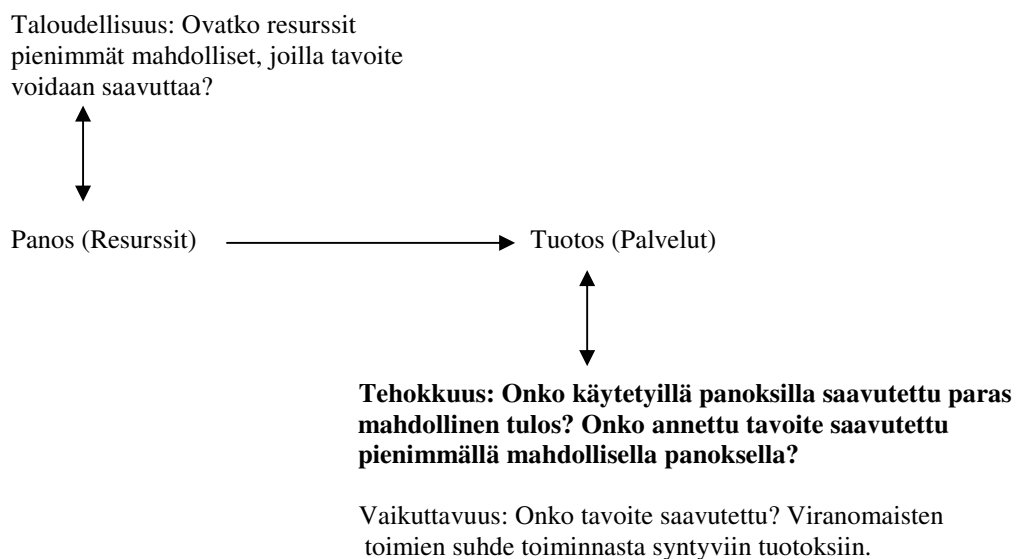 Taloudellisuus: Ovatko resurssit
pienimmät mahdolliset, joilla tavoite
voidaan saavuttaa?
Panos (Resurssit)
Tuotos (Palvelut)
Tehokkuus: Onko käytetyillä panoksilla saavutettu paras
mahdollinen tulos? Onko annettu tavoite saavutettu
pienimmällä mahdollisella panoksella?
Vaikuttavuus: Onko tavoite saavutettu? Viranomaisten
toimien suhde toiminnasta syntyviin tuotoksiin.